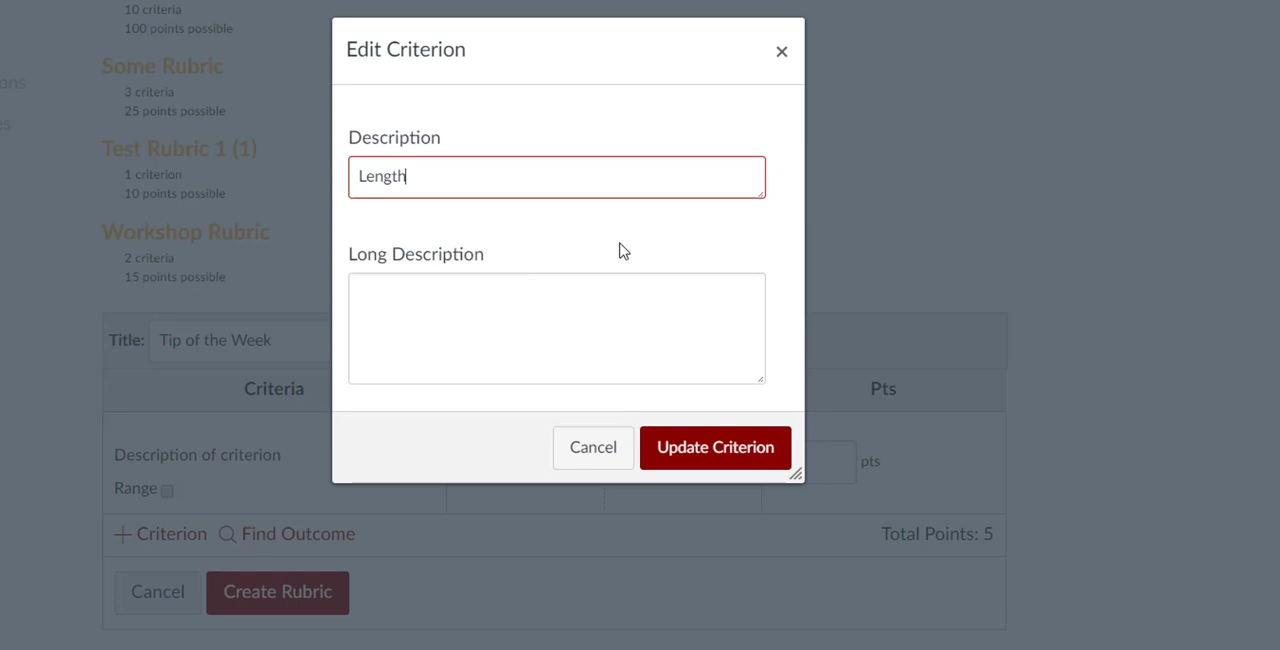 10 criteria
100 points possible
ons
Some Rubric
3 criteria
25 points possible
es
Test Rubric 1 (1)
1 criterion
10 points possible
Workshop Rubric
2 criteria
15 points possible
Edit Criterion
×
Description
Length
Long Description
Cancel
Update Criterion
Title:
Tip of the Week
Criteria
Pts
Description of criterion
Range
pts
Criterion
Find Outcome
Total Points: 5
Cancel
Create Rubric